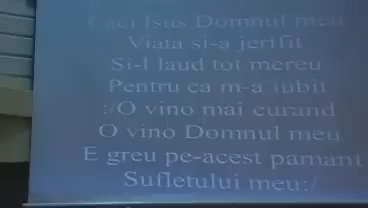 Caci Isus Domnul meu
Viata si-a jertfit
Si-l laud tot mereu
Pentru ca m-a iubit
:/O vino mai curand
O vino Domnul meu
E greu pe-acest pamant
Sufletului meu:/